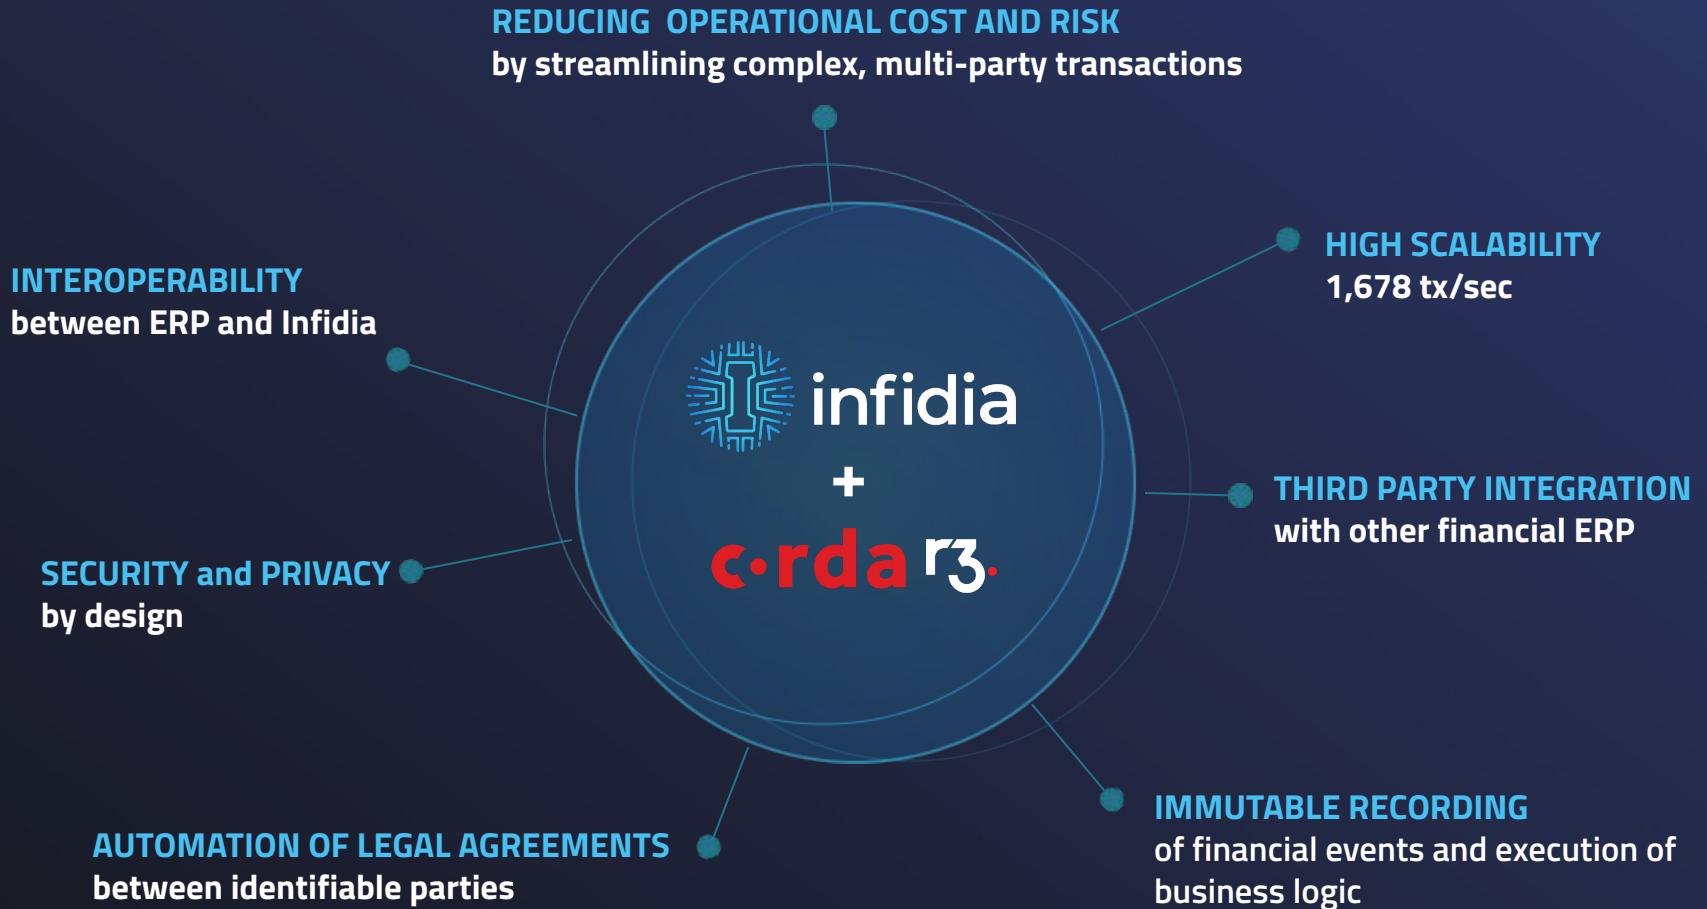 REDUCING OPERATIONAL COST AND RISK
by streamlining complex, multi-party transactions
HIGH SCALABILITY
1,678 tx/sec
INTEROPERABILITY
between ERP and Infidia
infidia
+
c•rda r3.
THIRD PARTY INTEGRATION
with other financial ERP
SECURITY and PRIVACY
by design
IMMUTABLE RECORDING
of financial events and execution of
business logic
AUTOMATION OF LEGAL AGREEMENTS
between identifiable parties